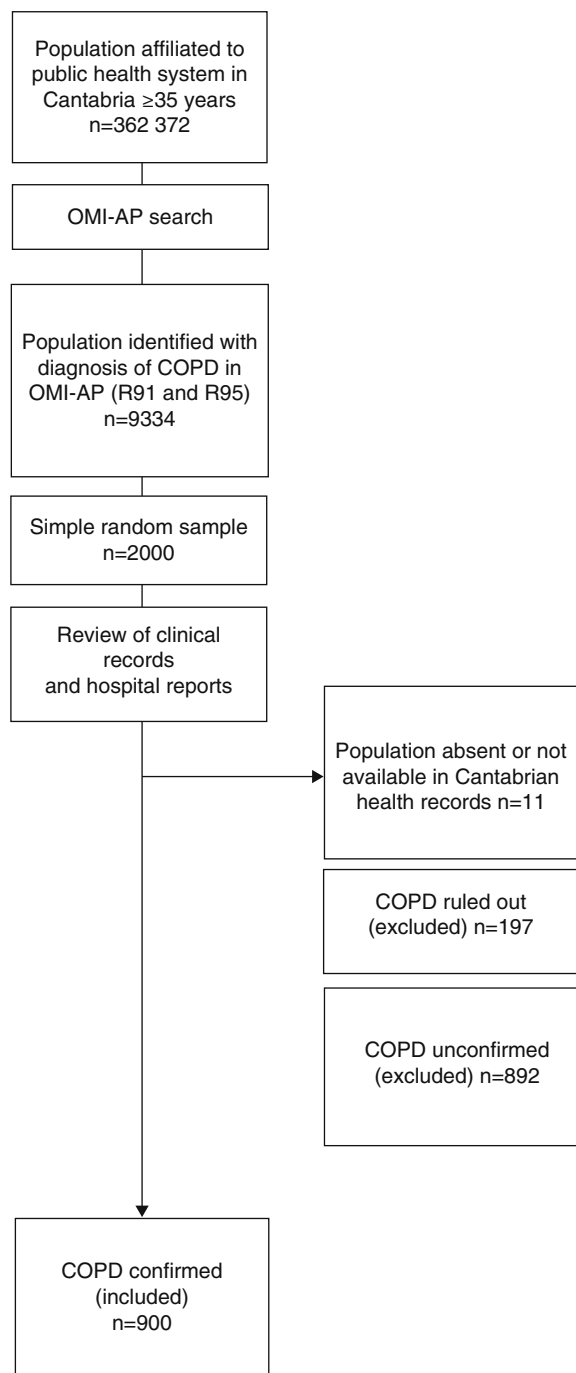 Population affiliated to
public health system in
Cantabria ≥35 years
n=362 372
OMI-AP search
Population identified with
diagnosis of COPD in
OMI-AP (R91 and R95)
n=9334
Simple random sample
n=2000
Review of clinical
records
and hospital reports
Population absent or not
available in Cantabrian
health records n=11
COPD ruled out
(excluded) n=197
COPD unconfirmed
(excluded) n=892
COPD confirmed
(included)
n=900